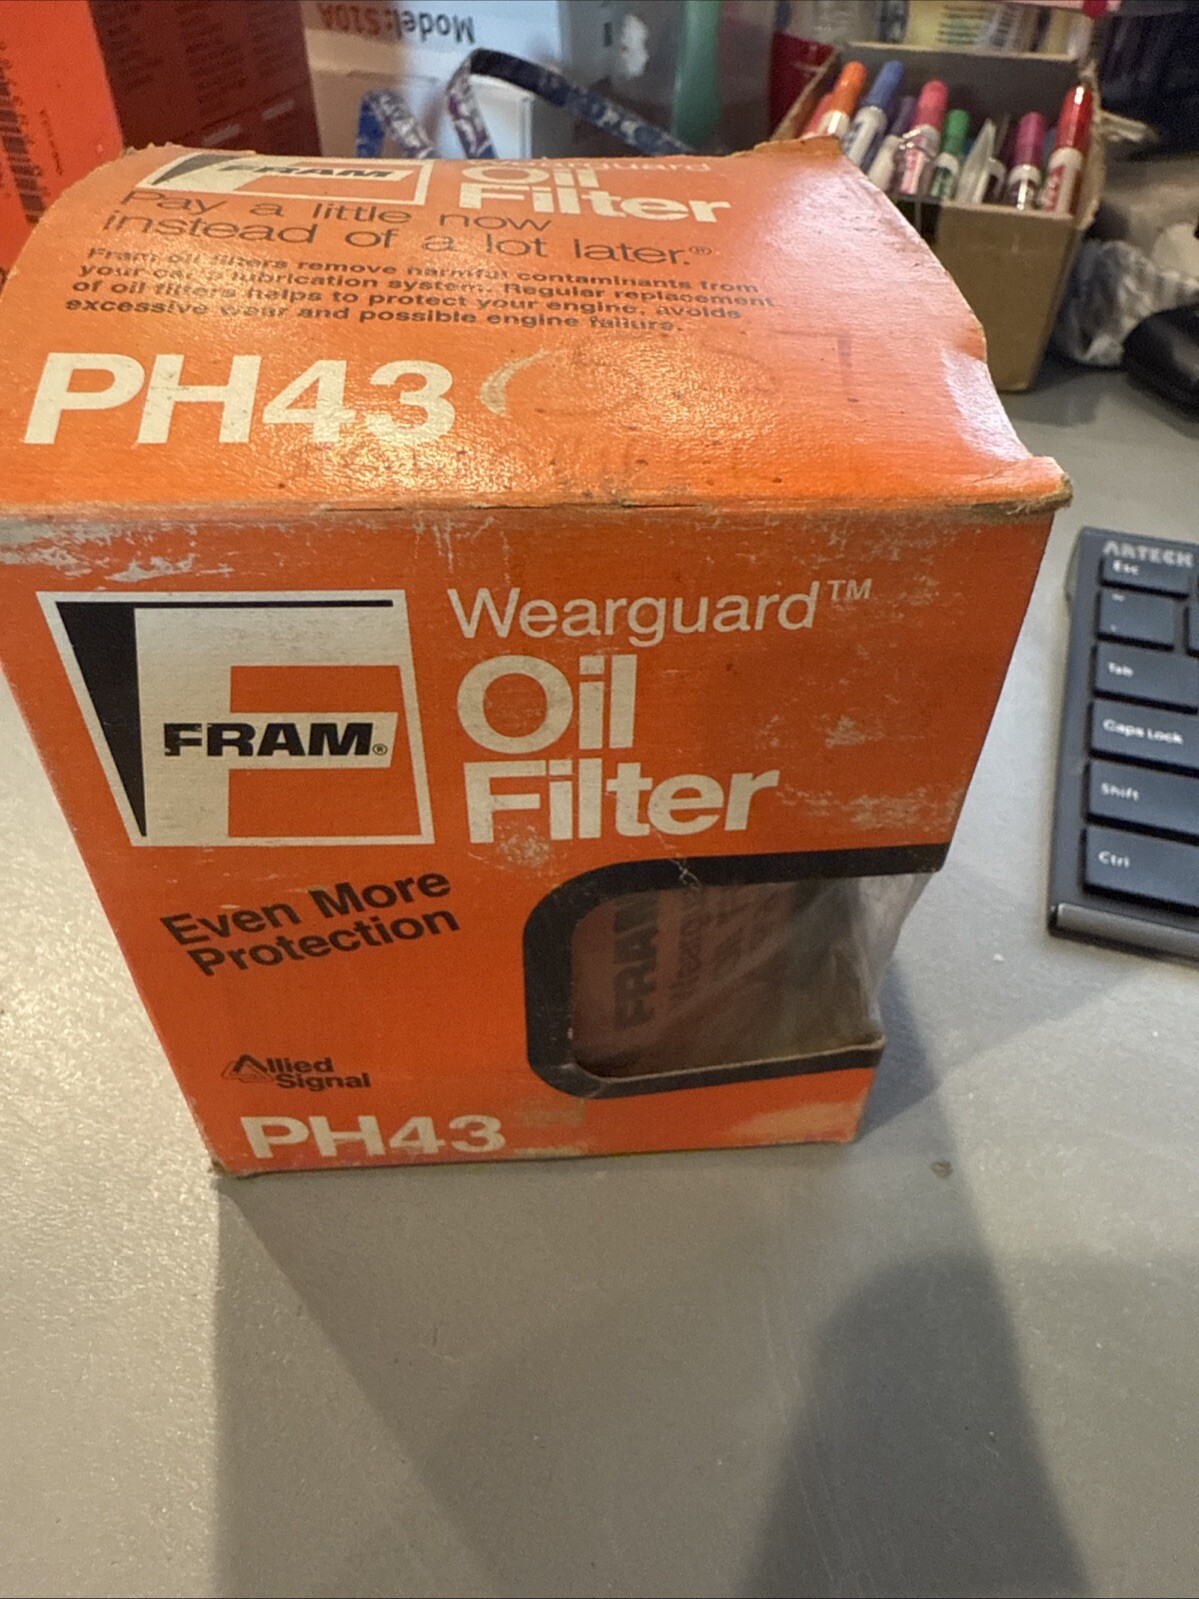 Model:S10A
FRAM
Wearguard
Oil
Filter
Pay a little now
instead of a lot later.®
Fram oil filters remove harmful contaminants from
your car's lubrication system. Regular replacement
of oil filters helps to protect your engine, avoids
excessive wear and possible engine failure.
PH43
Wearguard™
Oil
Filter
FRAM®
Even More
Protection
FRAM
Allied
Signal
PH43
ARTECK
Esc
Tab
Caps Lock
Shift
Ctrl